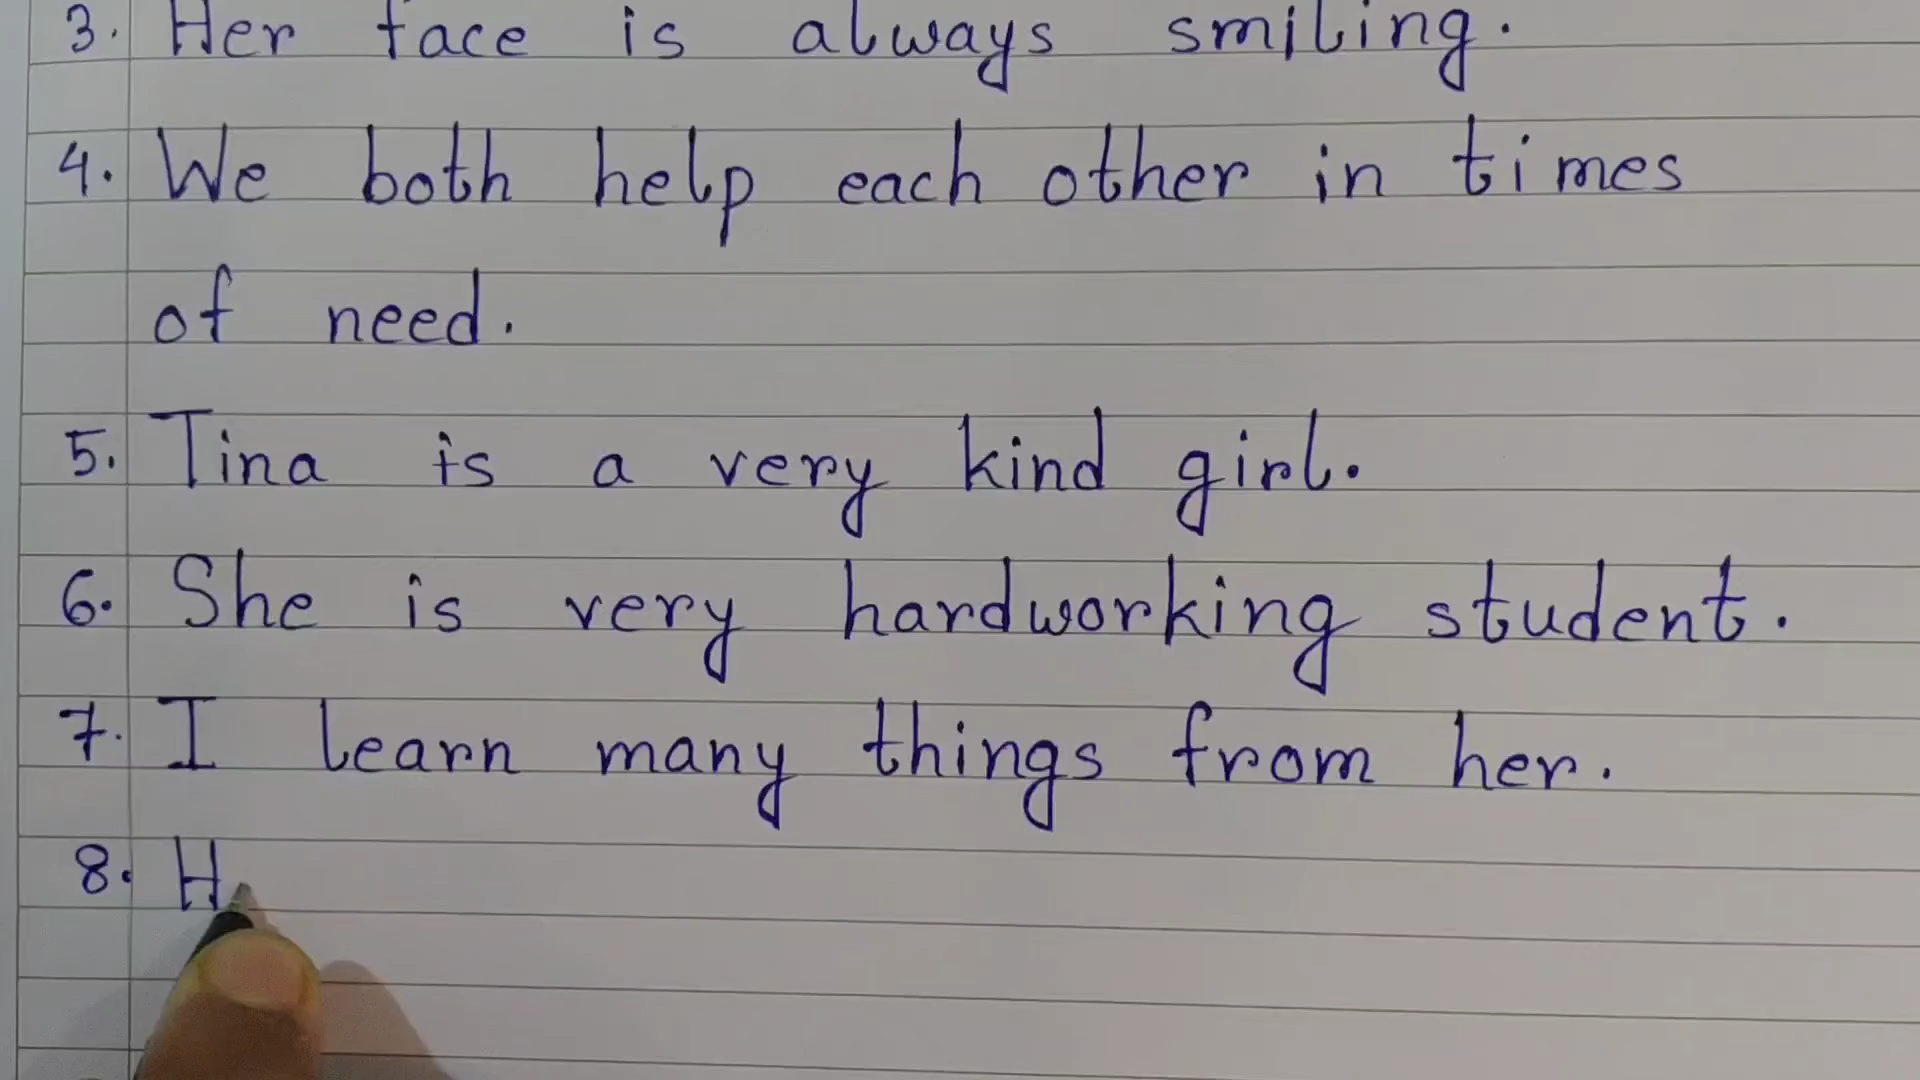 3. Her face is always smiling.
4. We both help each other in times
of need.
5. Tina is a very kind girl.
6. She is very hardworking student.
7. I learn many things from her.
8. H